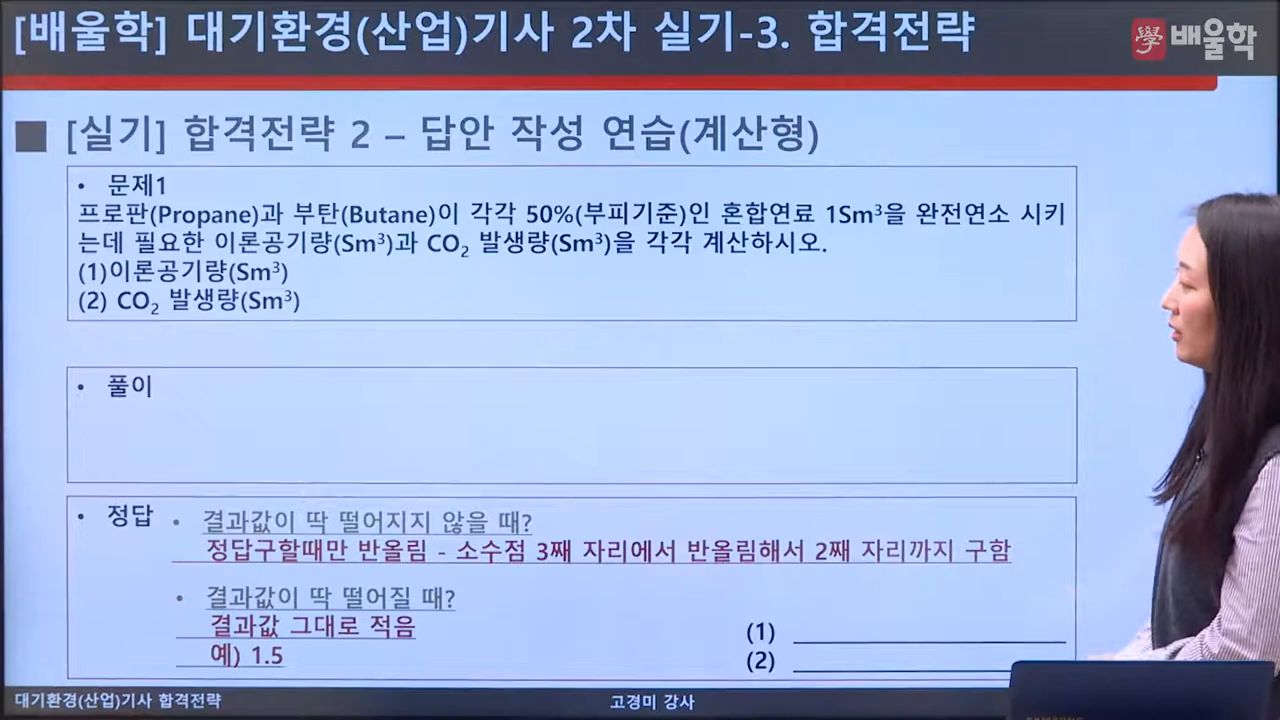 [배울학] 대기환경(산업)기사 2차 실기-3. 합격전략
學 배울학
■ [실기] 합격전략 2 – 답안 작성 연습(계산형)
• 문제1
프로판(Propane)과 부탄(Butane)이 각각 50%(부피기준)인 혼합연료 1Sm³을 완전연소 시키
는데 필요한 이론공기량(Sm³)과 CO₂ 발생량(Sm³)을 각각 계산하시오.
(1)이론공기량(Sm³)
(2) CO₂ 발생량(Sm³)
• 풀이
• 정답
• 결과값이 딱 떨어지지 않을 때?
정답구할때만 반올림 - 소수점 3째 자리에서 반올림해서 2째 자리까지 구함
• 결과값이 딱 떨어질 때?
결과값 그대로 적음
예) 1.5
(1)
(2)
대기환경(산업)기사 합격전략
고경미 강사
SAMSUNG